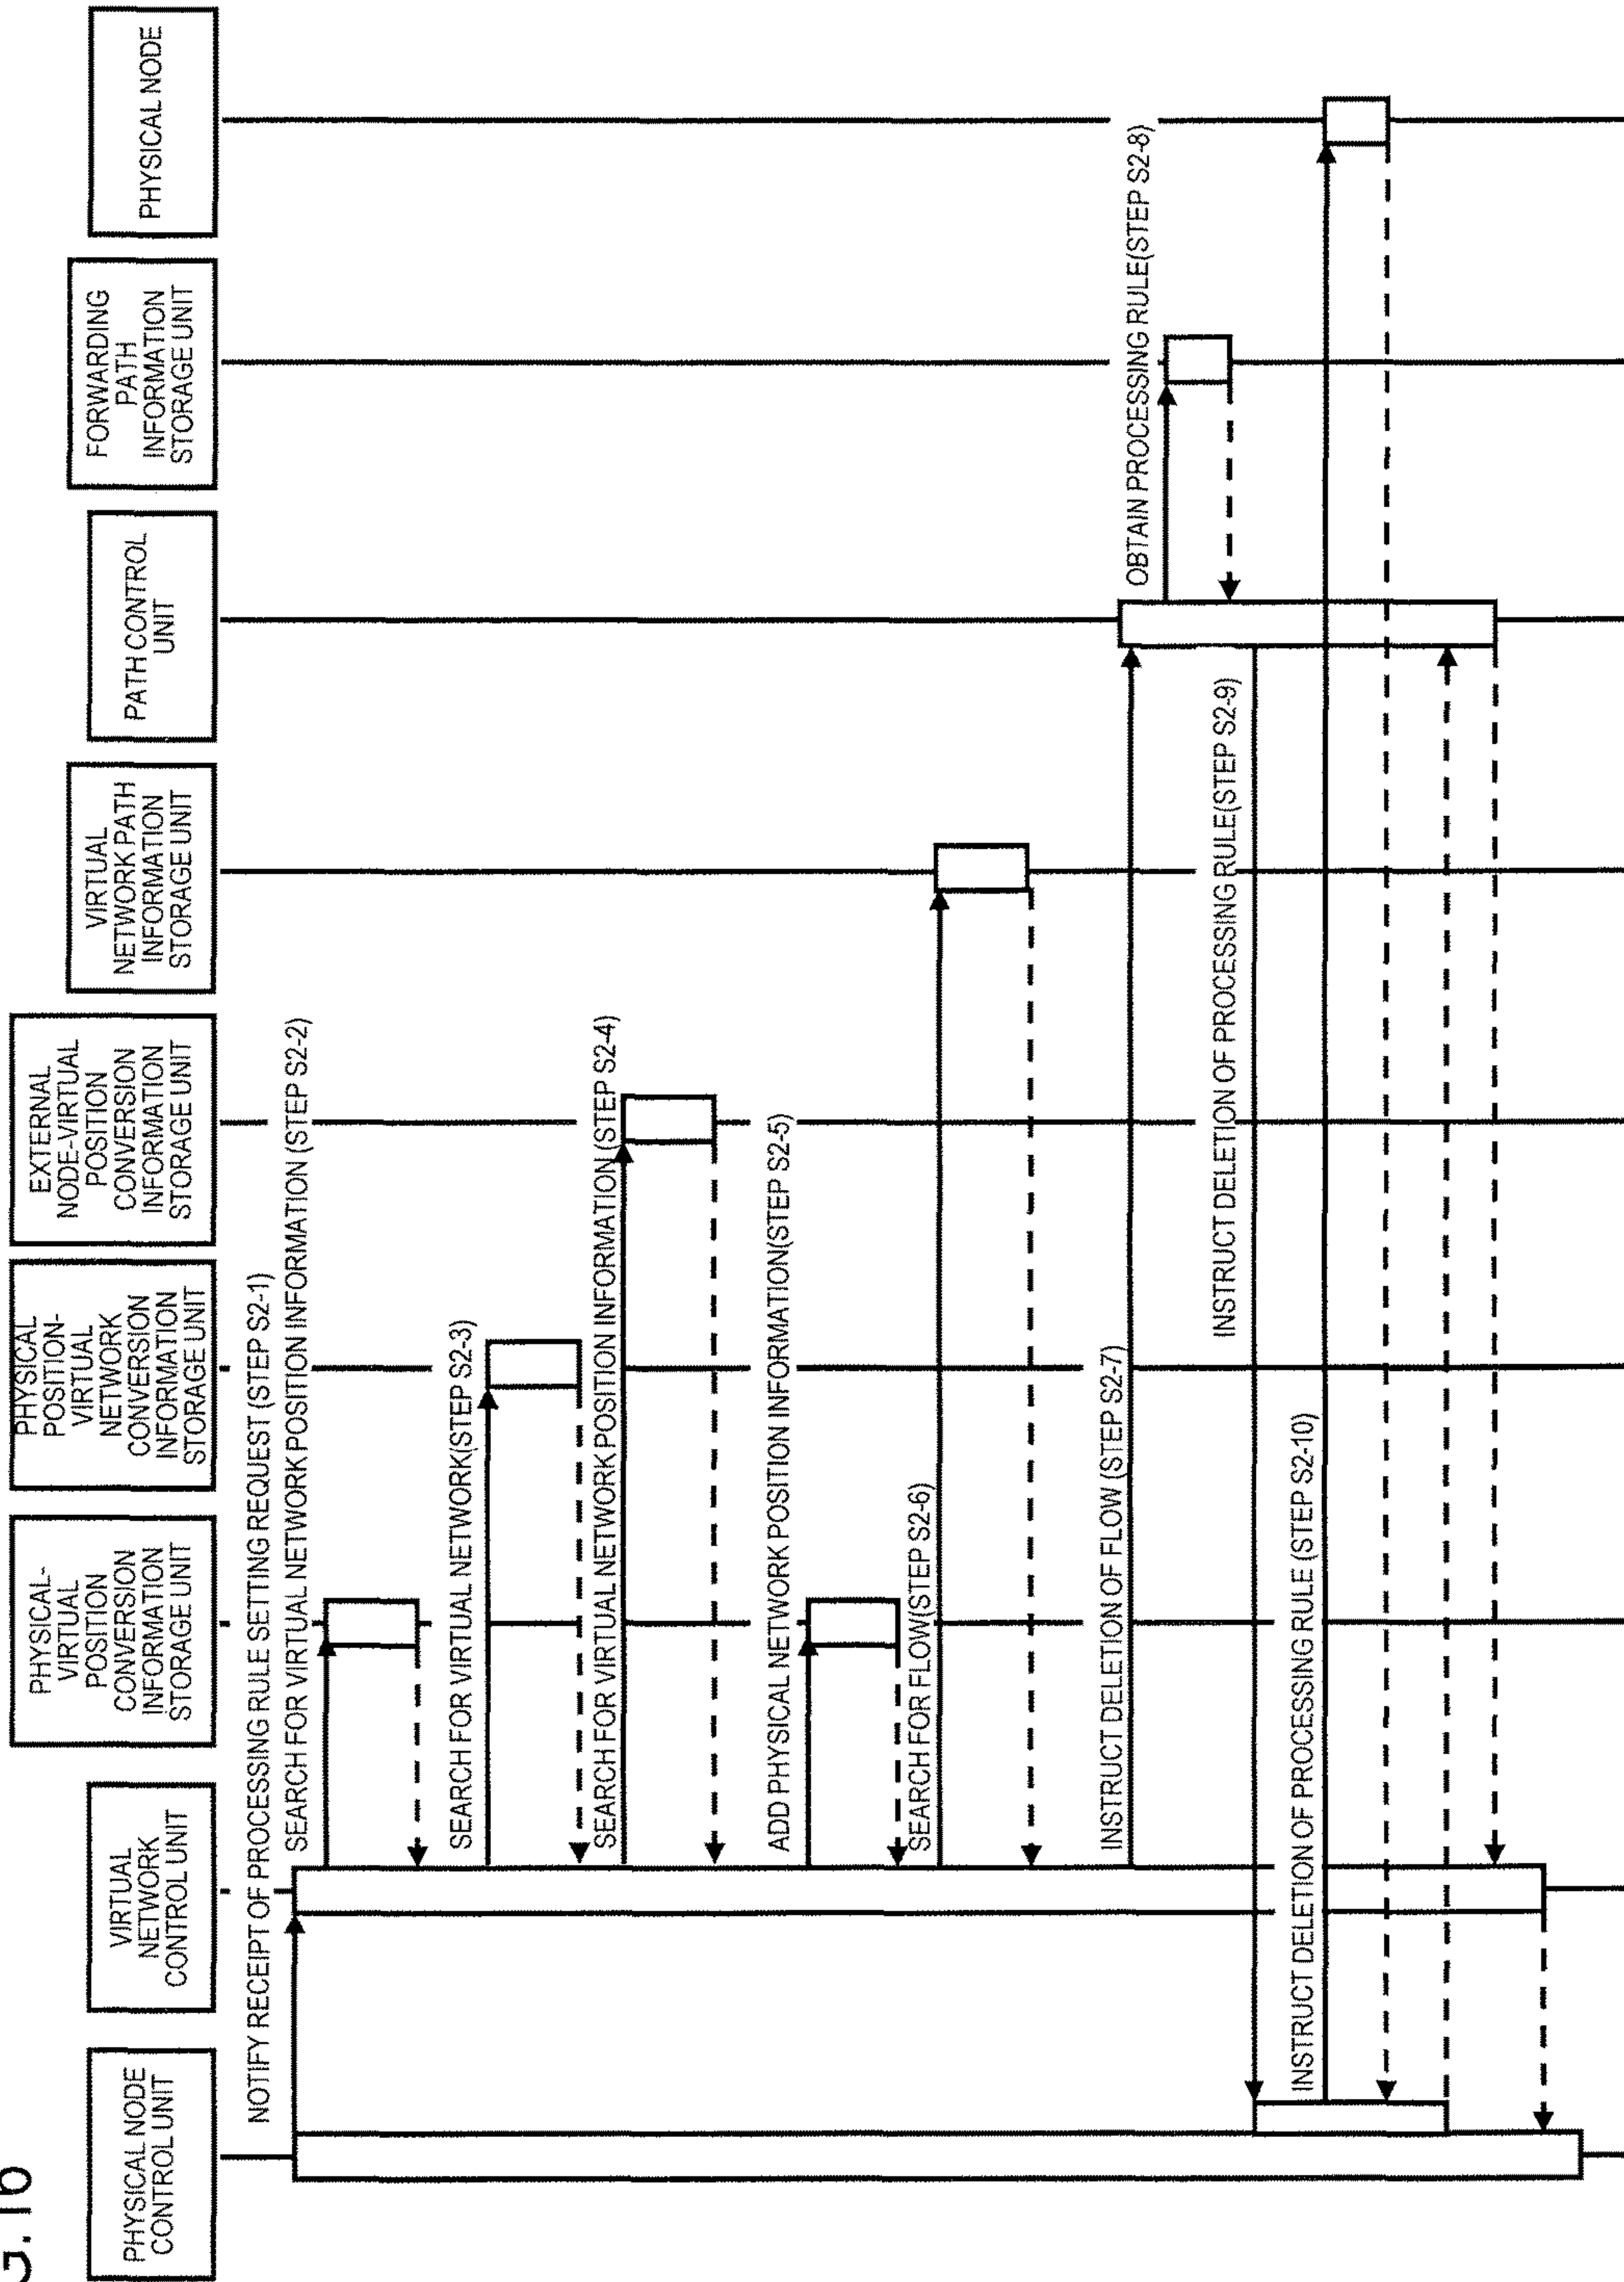 G. 16
PHYSICAL NODE
CONTROL UNIT
VIRTUAL
NETWORK
CONTROL UNIT
PHYSICAL-
VIRTUAL
POSITION
CONVERSION
INFORMATION
STORAGE UNIT
PHYSICAL
POSITION-
VIRTUAL
NETWORK
CONVERSION
INFORMATION
STORAGE UNIT
EXTERNAL
NODE-VIRTUAL
POSITION
CONVERSION
INFORMATION
STORAGE UNIT
VIRTUAL
NETWORK PATH
INFORMATION
STORAGE UNIT
PATH CONTROL
UNIT
FORWARDING
PATH
INFORMATION
STORAGE UNIT
PHYSICAL NODE
NOTIFY RECEIPT OF PROCESSING RULE SETTING REQUEST (STEP S2-1)
SEARCH FOR VIRTUAL NETWORK POSITION INFORMATION (STEP S2-2)
SEARCH FOR VIRTUAL NETWORK(STEP S2-3)
SEARCH FOR VIRTUAL NETWORK POSITION INFORMATION (STEP S2-4)
ADD PHYSICAL NETWORK POSITION INFORMATION(STEP S2-5)
SEARCH FOR FLOW(STEP S2-6)
INSTRUCT DELETION OF FLOW (STEP S2-7)
OBTAIN PROCESSING RULE(STEP S2-8)
INSTRUCT DELETION OF PROCESSING RULE(STEP S2-9)
INSTRUCT DELETION OF PROCESSING RULE (STEP S2-10)